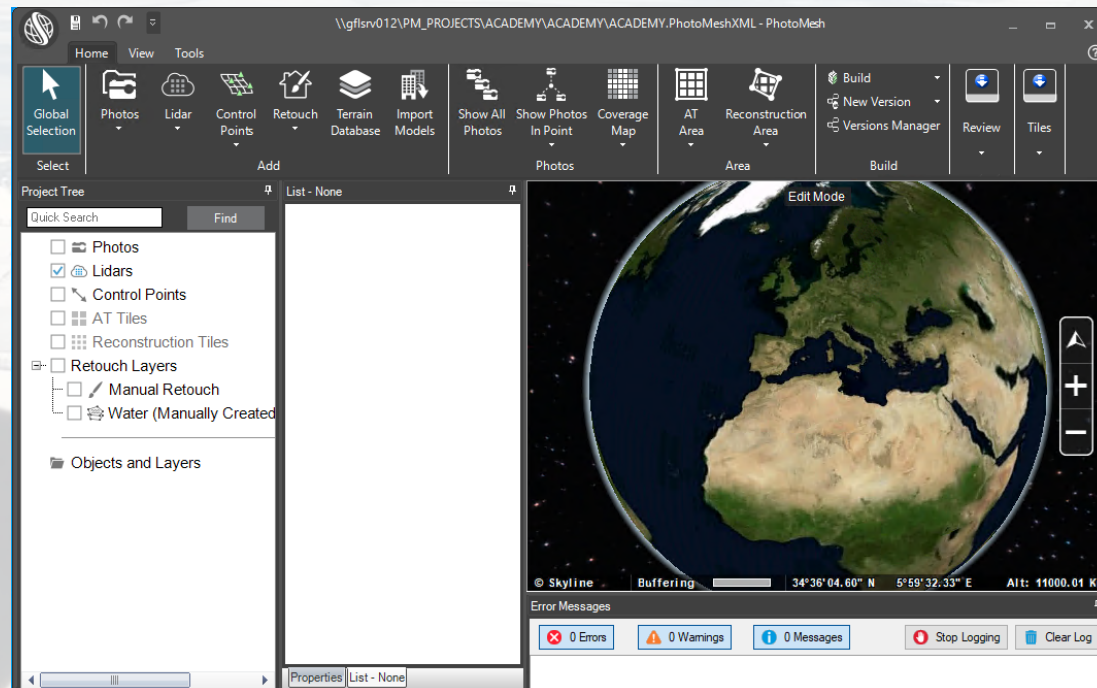 \\gflsrv012\PM_PROJECTS\ACADEMY\ACADEMY\ACADEMY.PhotoMeshXML - PhotoMesh
Home View Tools
Global Selection
Photos
Lidar
Control Points
Retouch
Terrain Database
Import Models
Show All Photos
Show Photos In Point
Coverage Map
AT Area
Reconstruction Area
Build
New Version
Versions Manager
Review
Tiles
Select
Add
Photos
Area
Build
Project Tree
Quick Search
Find
Photos
Lidars
Control Points
AT Tiles
Reconstruction Tiles
Retouch Layers
Manual Retouch
Water (Manually Created
Objects and Layers
List - None
Properties
List - None
Edit Mode
© Skyline Buffering 34°36'04.60" N 5°59'32.33" E Alt: 11000.01 K
Error Messages
0 Errors
0 Warnings
0 Messages
Stop Logging
Clear Log